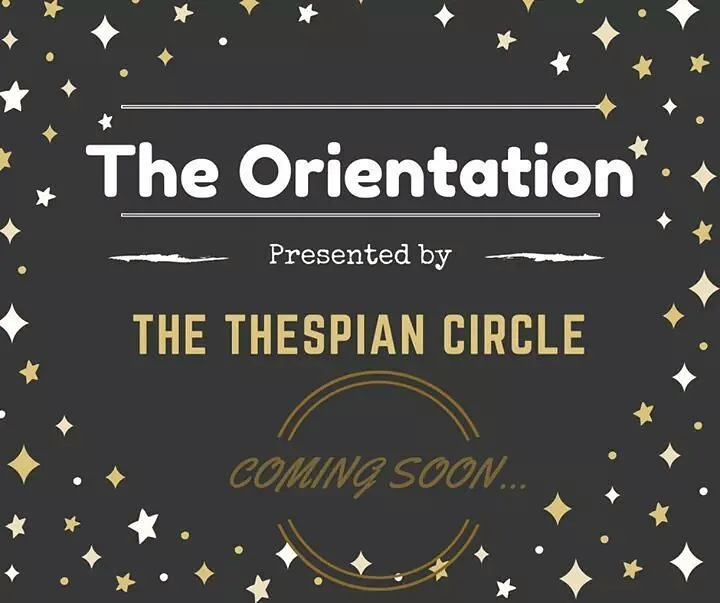 The Orientation
Presented by
THE THESPIAN CIRCLE
COMING SOON...